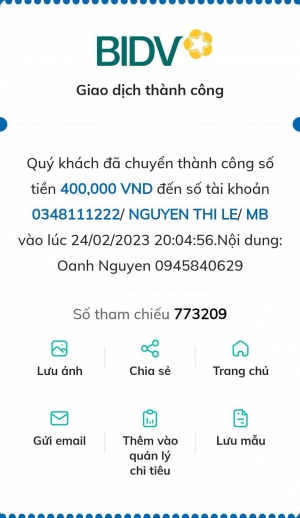 BIDV
Giao dịch thành công
Quý khách đã chuyển thành công số
tiền 400,000 VND đến số tài khoản
0348111222/ NGUYEN THI LE/ MB
vào lúc 24/02/2023 20:04:56.Nội dung:
Oanh Nguyen 0945840629
Số tham chiếu 773209
Lưu ảnh
Chia sẻ
Trang chủ
Gửi email
Thêm vào
quản lý
chi tiêu
Lưu mẫu